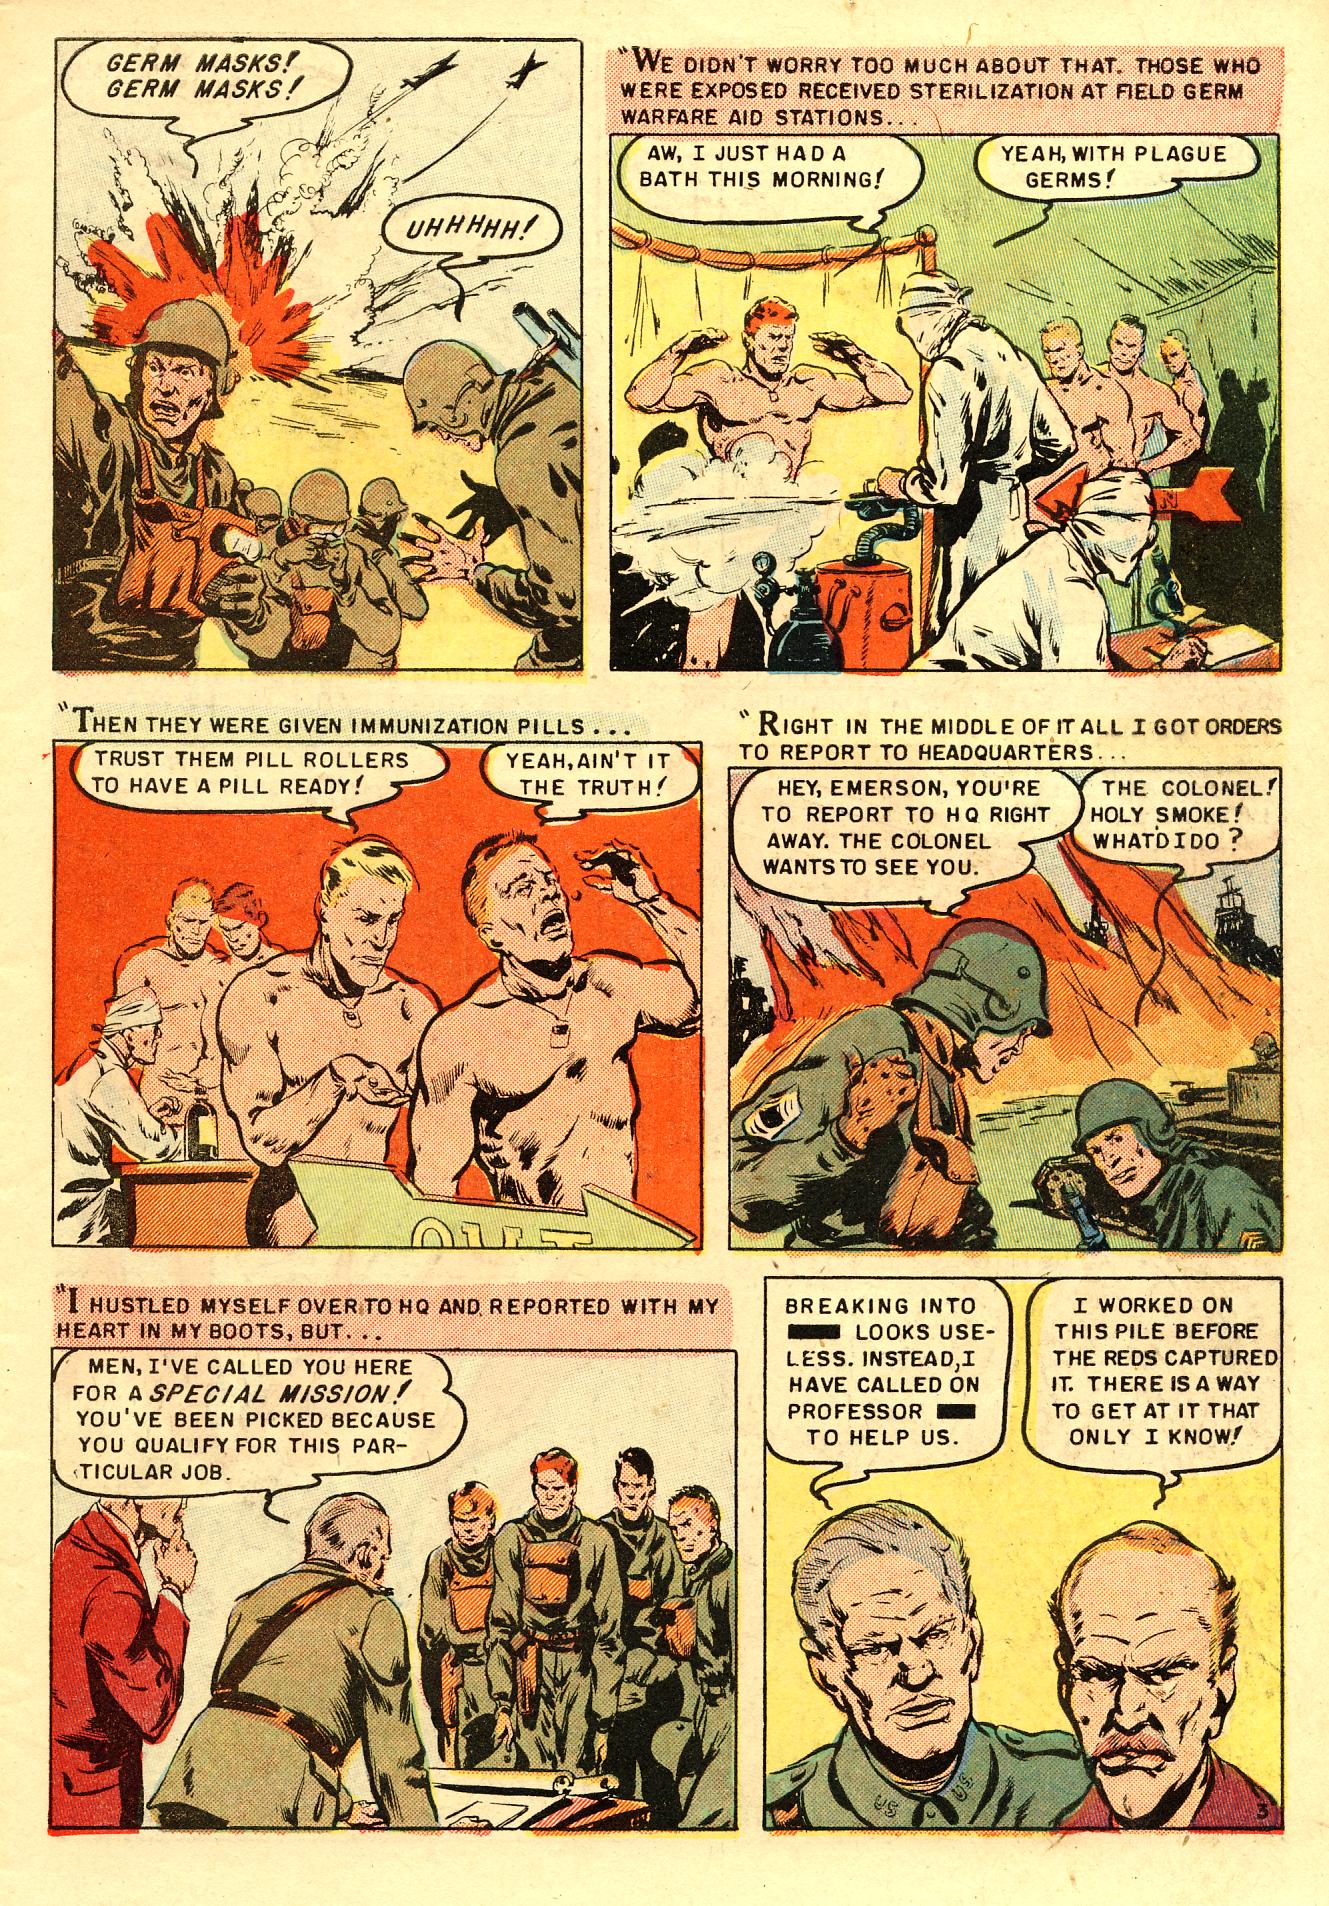 GERM MASKS!
GERM MASKS!
UHHHHH!
"WE DIDN'T WORRY TOO MUCH ABOUT THAT. THOSE WHO
WERE EXPOSED RECEIVED STERILIZATION AT FIELD GERM
WARFARE AID STATIONS...
AW, I JUST HAD A
BATH THIS MORNING!
YEAH, WITH PLAGUE
GERMS!
US
"THEN THEY WERE GIVEN IMMUNIZATION PILLS...
TRUST THEM PILL ROLLERS
TO HAVE A PILL READY!
YEAH, AIN'T IT
THE TRUTH!
OUT
"RIGHT IN THE MIDDLE OF IT ALL I GOT ORDERS
TO REPORT TO HEADQUARTERS...
HEY, EMERSON, YOU'RE
TO REPORT TO HQ RIGHT
AWAY. THE COLONEL
WANTS TO SEE YOU.
THE COLONEL!
HOLY SMOKE!
WHAT'D I DO?
"I HUSTLED MYSELF OVER TO HQ AND REPORTED WITH MY
HEART IN MY BOOTS, BUT...
MEN, I'VE CALLED YOU HERE
FOR A SPECIAL MISSION!
YOU'VE BEEN PICKED BECAUSE
YOU QUALIFY FOR THIS PAR-
TICULAR JOB.
BREAKING INTO
LOOKS USE-
LESS. INSTEAD, I
HAVE CALLED ON
PROFESSOR
TO HELP US.
I WORKED ON
THIS PILE BEFORE
THE REDS CAPTURED
IT. THERE IS A WAY
TO GET AT IT THAT
ONLY I KNOW!
US
US
3